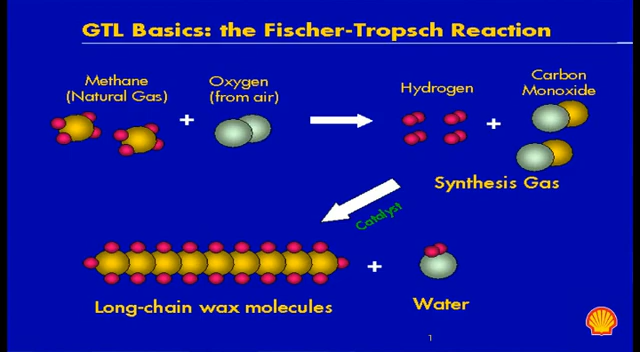 GTL Basics: the Fischer-Tropsch Reaction
Methane
(Natural Gas)
+
Oxygen
(from air)
Hydrogen
+
Carbon
Monoxide
Synthesis Gas
Catalyst
+
Long-chain wax molecules
Water
1